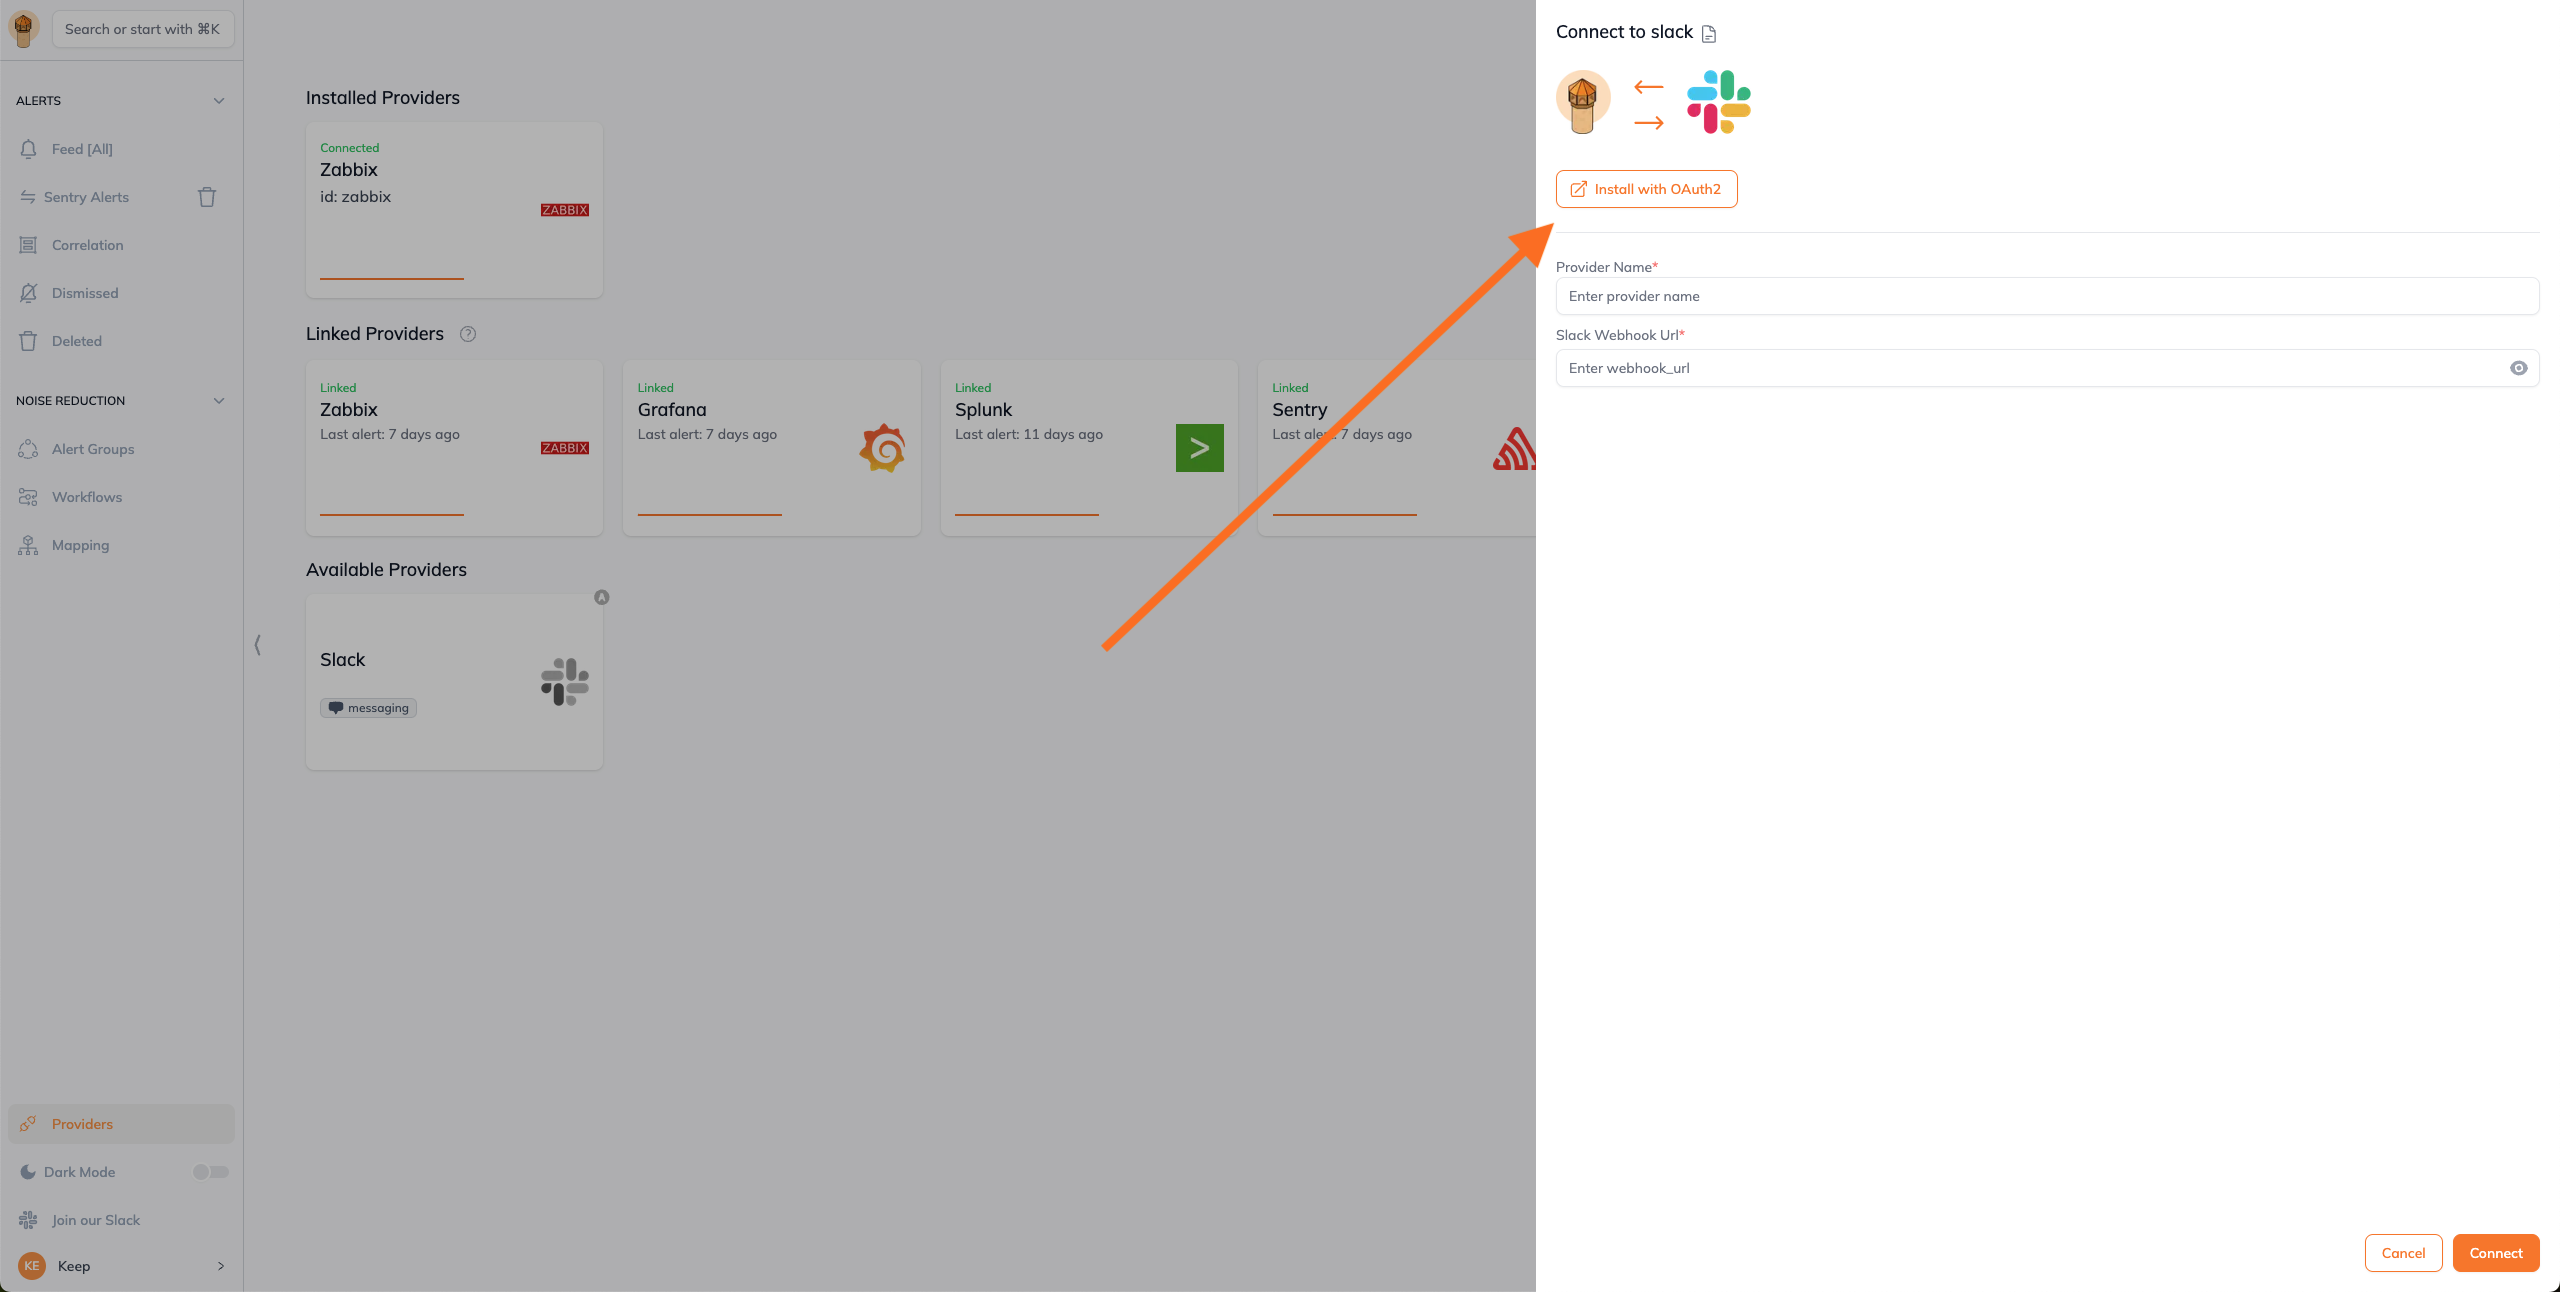 Search or start with ⌘K
ALERTS
Feed [All]
Sentry Alerts
Correlation
Dismissed
Deleted
NOISE REDUCTION
Alert Groups
Workflows
Mapping
Providers
Dark Mode
Join our Slack
KE Keep
Installed Providers
Connected
Zabbix
id: zabbix
ZABBIX
Linked Providers ?
Linked
Zabbix
Last alert: 7 days ago
ZABBIX
Linked
Grafana
Last alert: 7 days ago
Linked
Splunk
Last alert: 11 days ago
>
Linked
Sentry
Last alert: 7 days ago
Available Providers
A
Slack
messaging
Connect to slack
Install with OAuth2
Provider Name*
Enter provider name
Slack Webhook Url*
Enter webhook_url
Cancel Connect